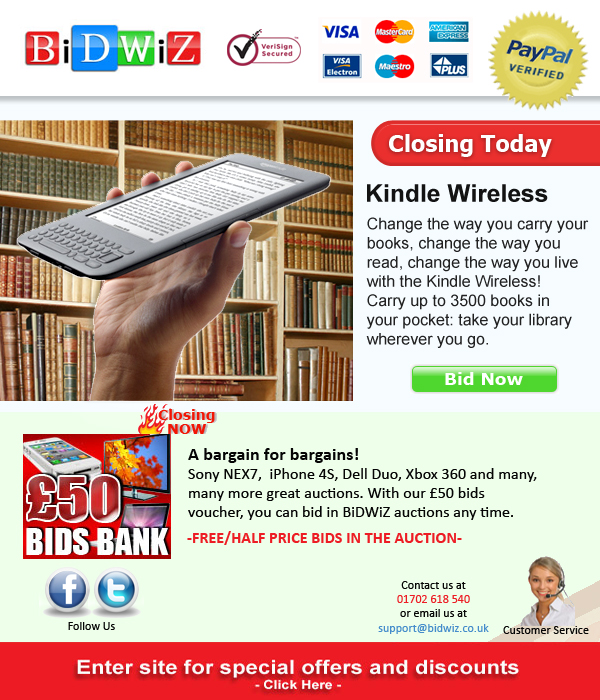 BiDWiZ
VeriSign
Secured
VISA
MasterCard
AMERICAN
EXPRESS
VISA
Electron
Maestro
PLUS
PayPal
VERIFIED
Closing Today
Kindle Wireless
Change the way you carry your
books, change the way you
read, change the way you live
with the Kindle Wireless!
Carry up to 3500 books in
your pocket: take your library
wherever you go.
Bid Now
Closing
NOW
£50
BIDS BANK
A bargain for bargains!
Sony NEX7,  iPhone 4S, Dell Duo, Xbox 360 and many,
many more great auctions. With our £50 bids
voucher, you can bid in BiDWiZ auctions any time.
-FREE/HALF PRICE BIDS IN THE AUCTION-
f
t
Follow Us
Contact us at
01702 618 540
or email us at
support@bidwiz.co.uk
Customer Service
Enter site for special offers and discounts
- Click Here -